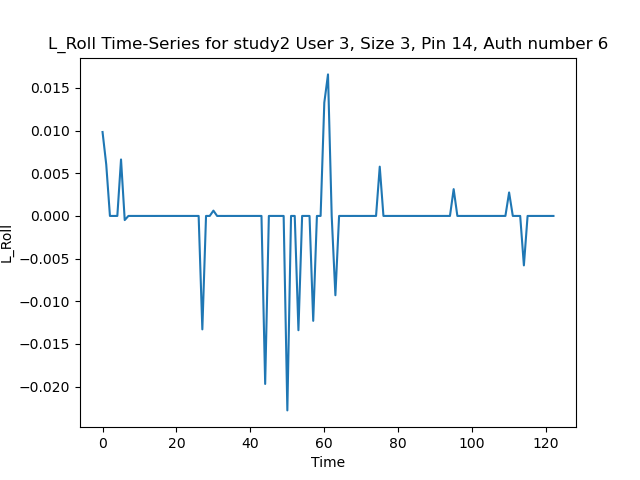 L_Roll Time-Series for study2 User 3, Size 3, Pin 14, Auth number 6
0.015
0.010
0.005
0.000
−0.005
−0.010
−0.015
−0.020
L_Roll
0 20 40 60 80 100 120
Time